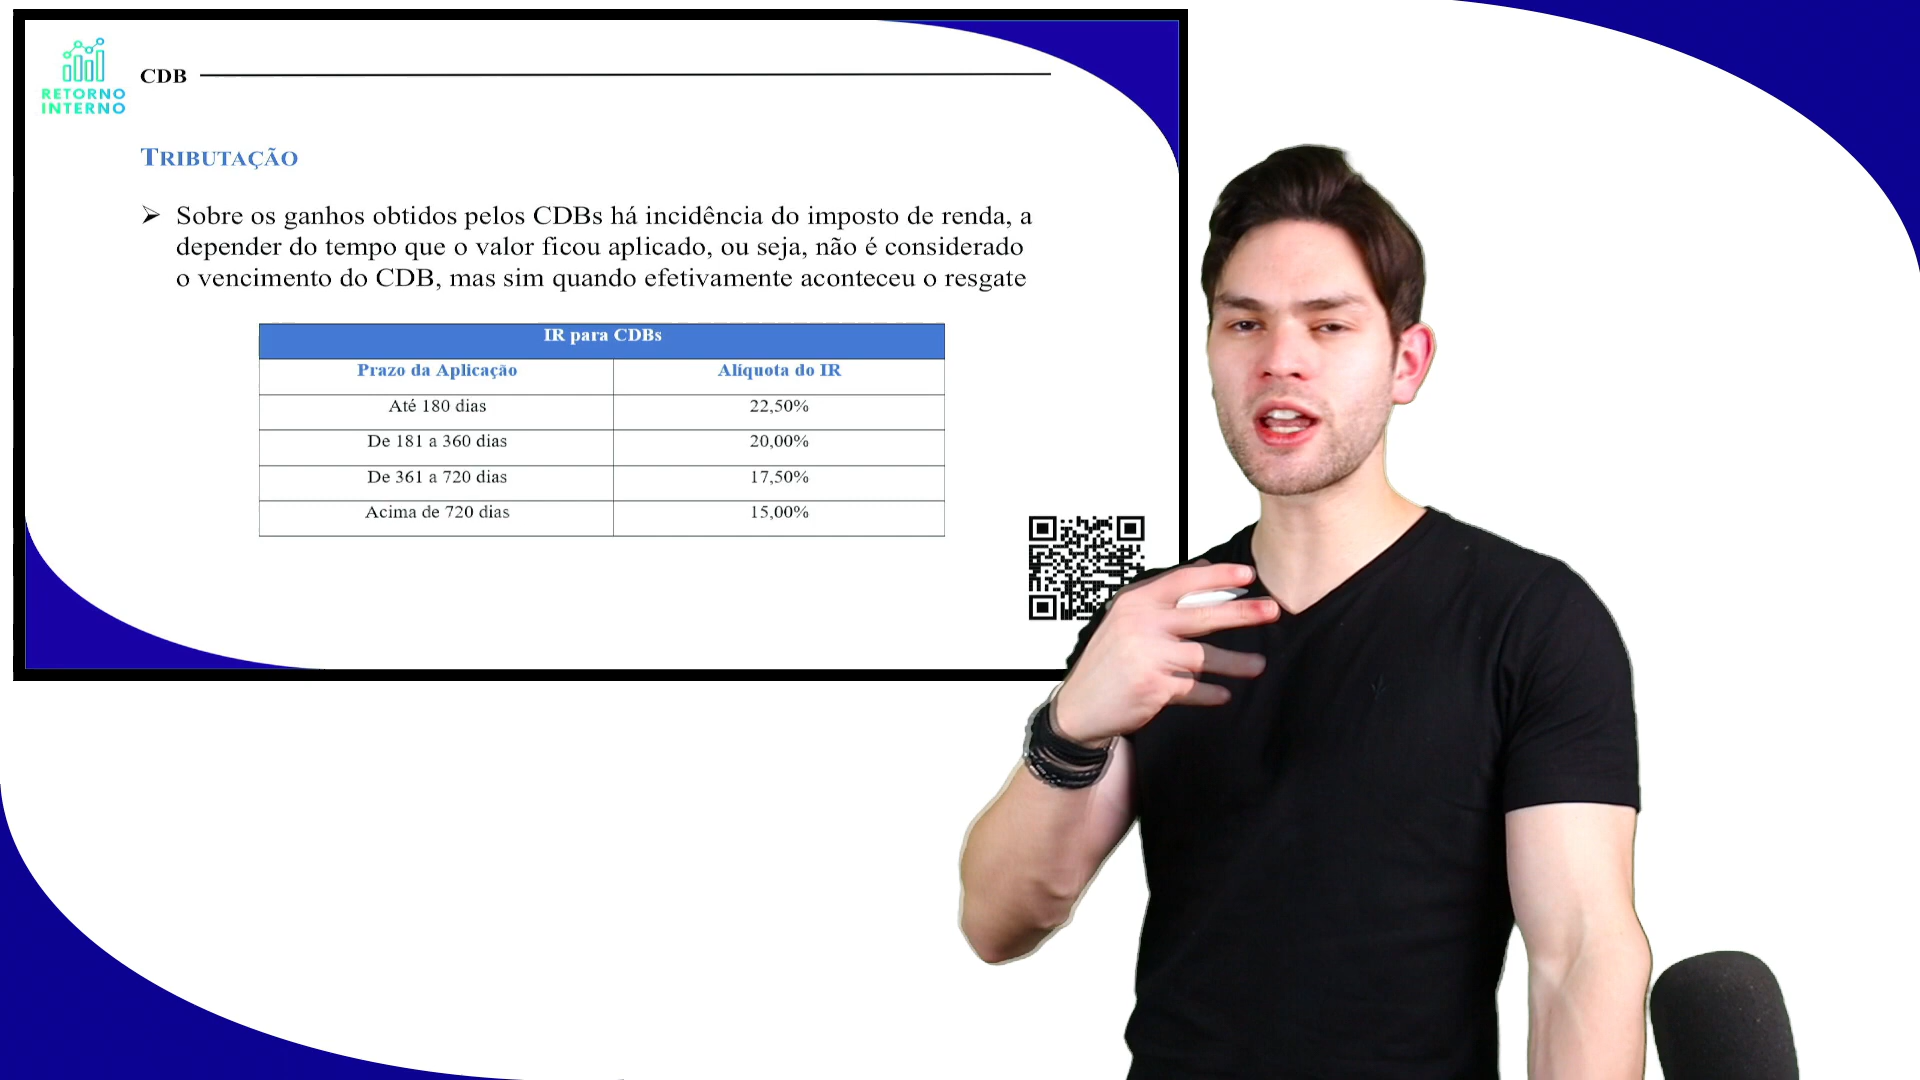 RETORNO
INTERNO
CDB
TRIBUTAÇÃO
➢ Sobre os ganhos obtidos pelos CDBs há incidência do imposto de renda, a
depender do tempo que o valor ficou aplicado, ou seja, não é considerado
o vencimento do CDB, mas sim quando efetivamente aconteceu o resgate
IR para CDBs
Prazo da Aplicação Alíquota do IR
Até 180 dias 22,50%
De 181 a 360 dias 20,00%
De 361 a 720 dias 17,50%
Acima de 720 dias 15,00%